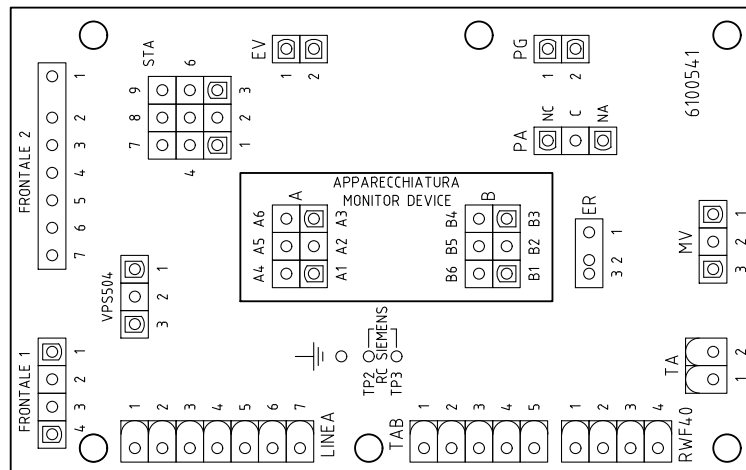 FRONTALE 2
1
2
3
4
5
6
7
STA
6
9
8
7
3
2
1
4
EV
1
2
PG
1
2
PA
NC
C
NA
6100541
APPARECCHIATURA
MONITOR DEVICE
A
A6
A5
A4
A3
A2
A1
B
B4
B5
B6
B3
B2
B1
ER
1
2
3
MV
1
2
3
VPS504
1
2
3
FRONTALE 1
1
2
3
4
TP2
RC SIEMENS
TP3
TA
1
2
1
2
3
4
5
6
7
LINEA
TAB
1
2
3
4
5
1
2
3
4
RWF40